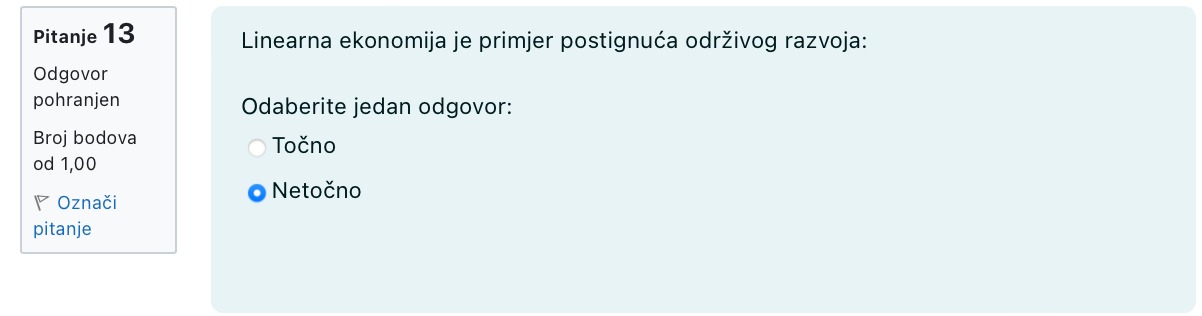 Pitanje 13
Odgovor
pohranjen
Broj bodova
od 1,00
Označi
pitanje
Linearna ekonomija je primjer postignuća održivog razvoja:
Odaberite jedan odgovor:
Točno
Netočno